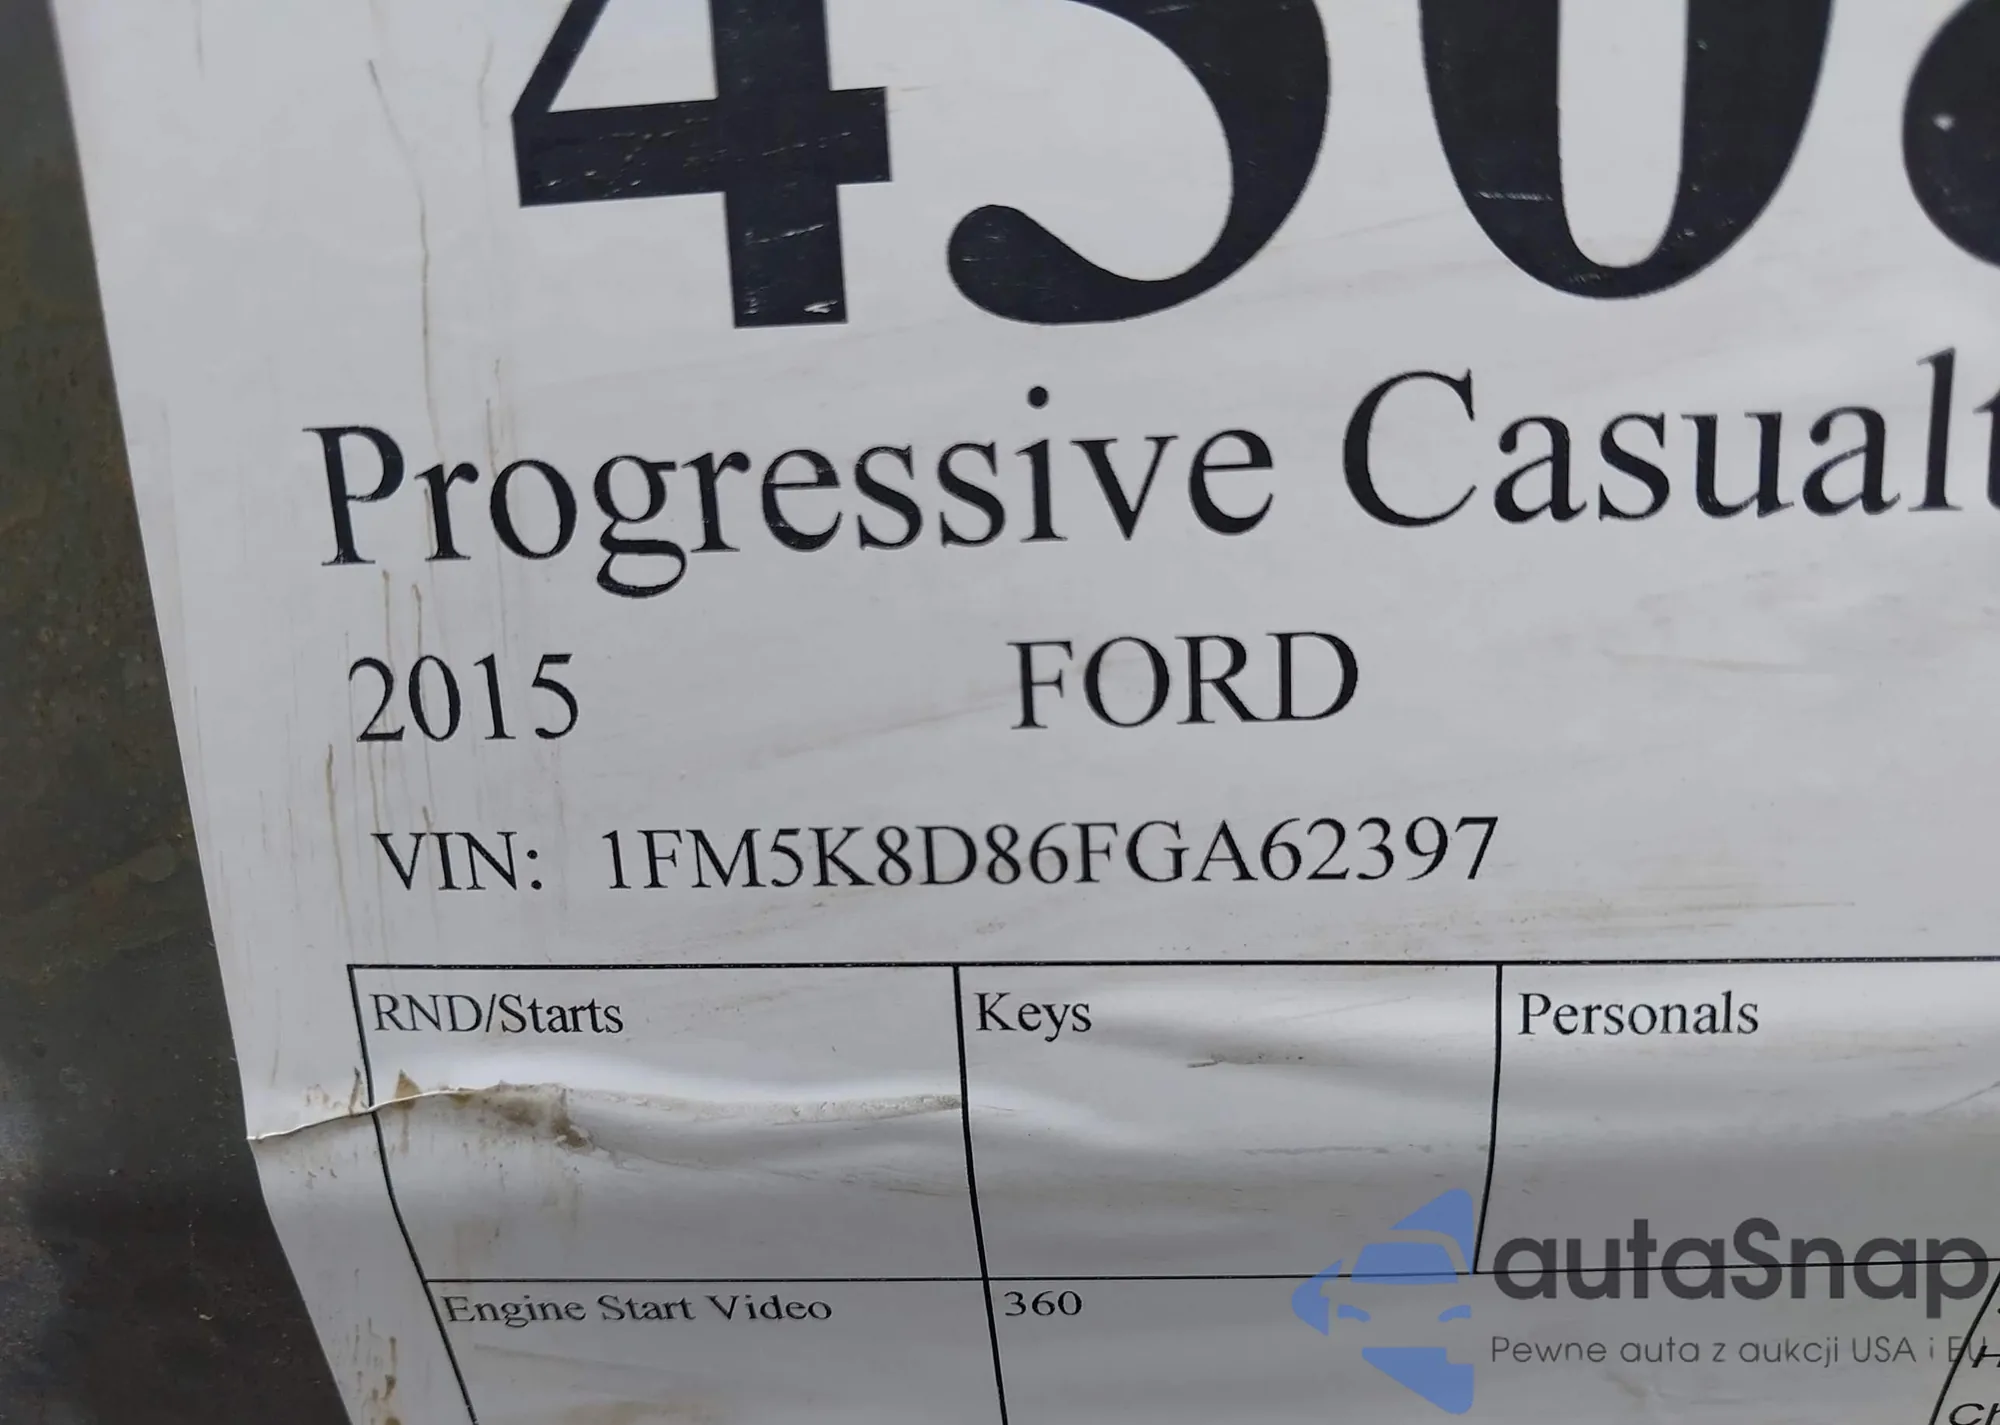 Progressive Casualt
2015 FORD
VIN: 1FM5K8D86FGA62397
RND/Starts Keys Personals
Engine Start Video 360
autaSnap
Pewne auta z aukcji USA i EU